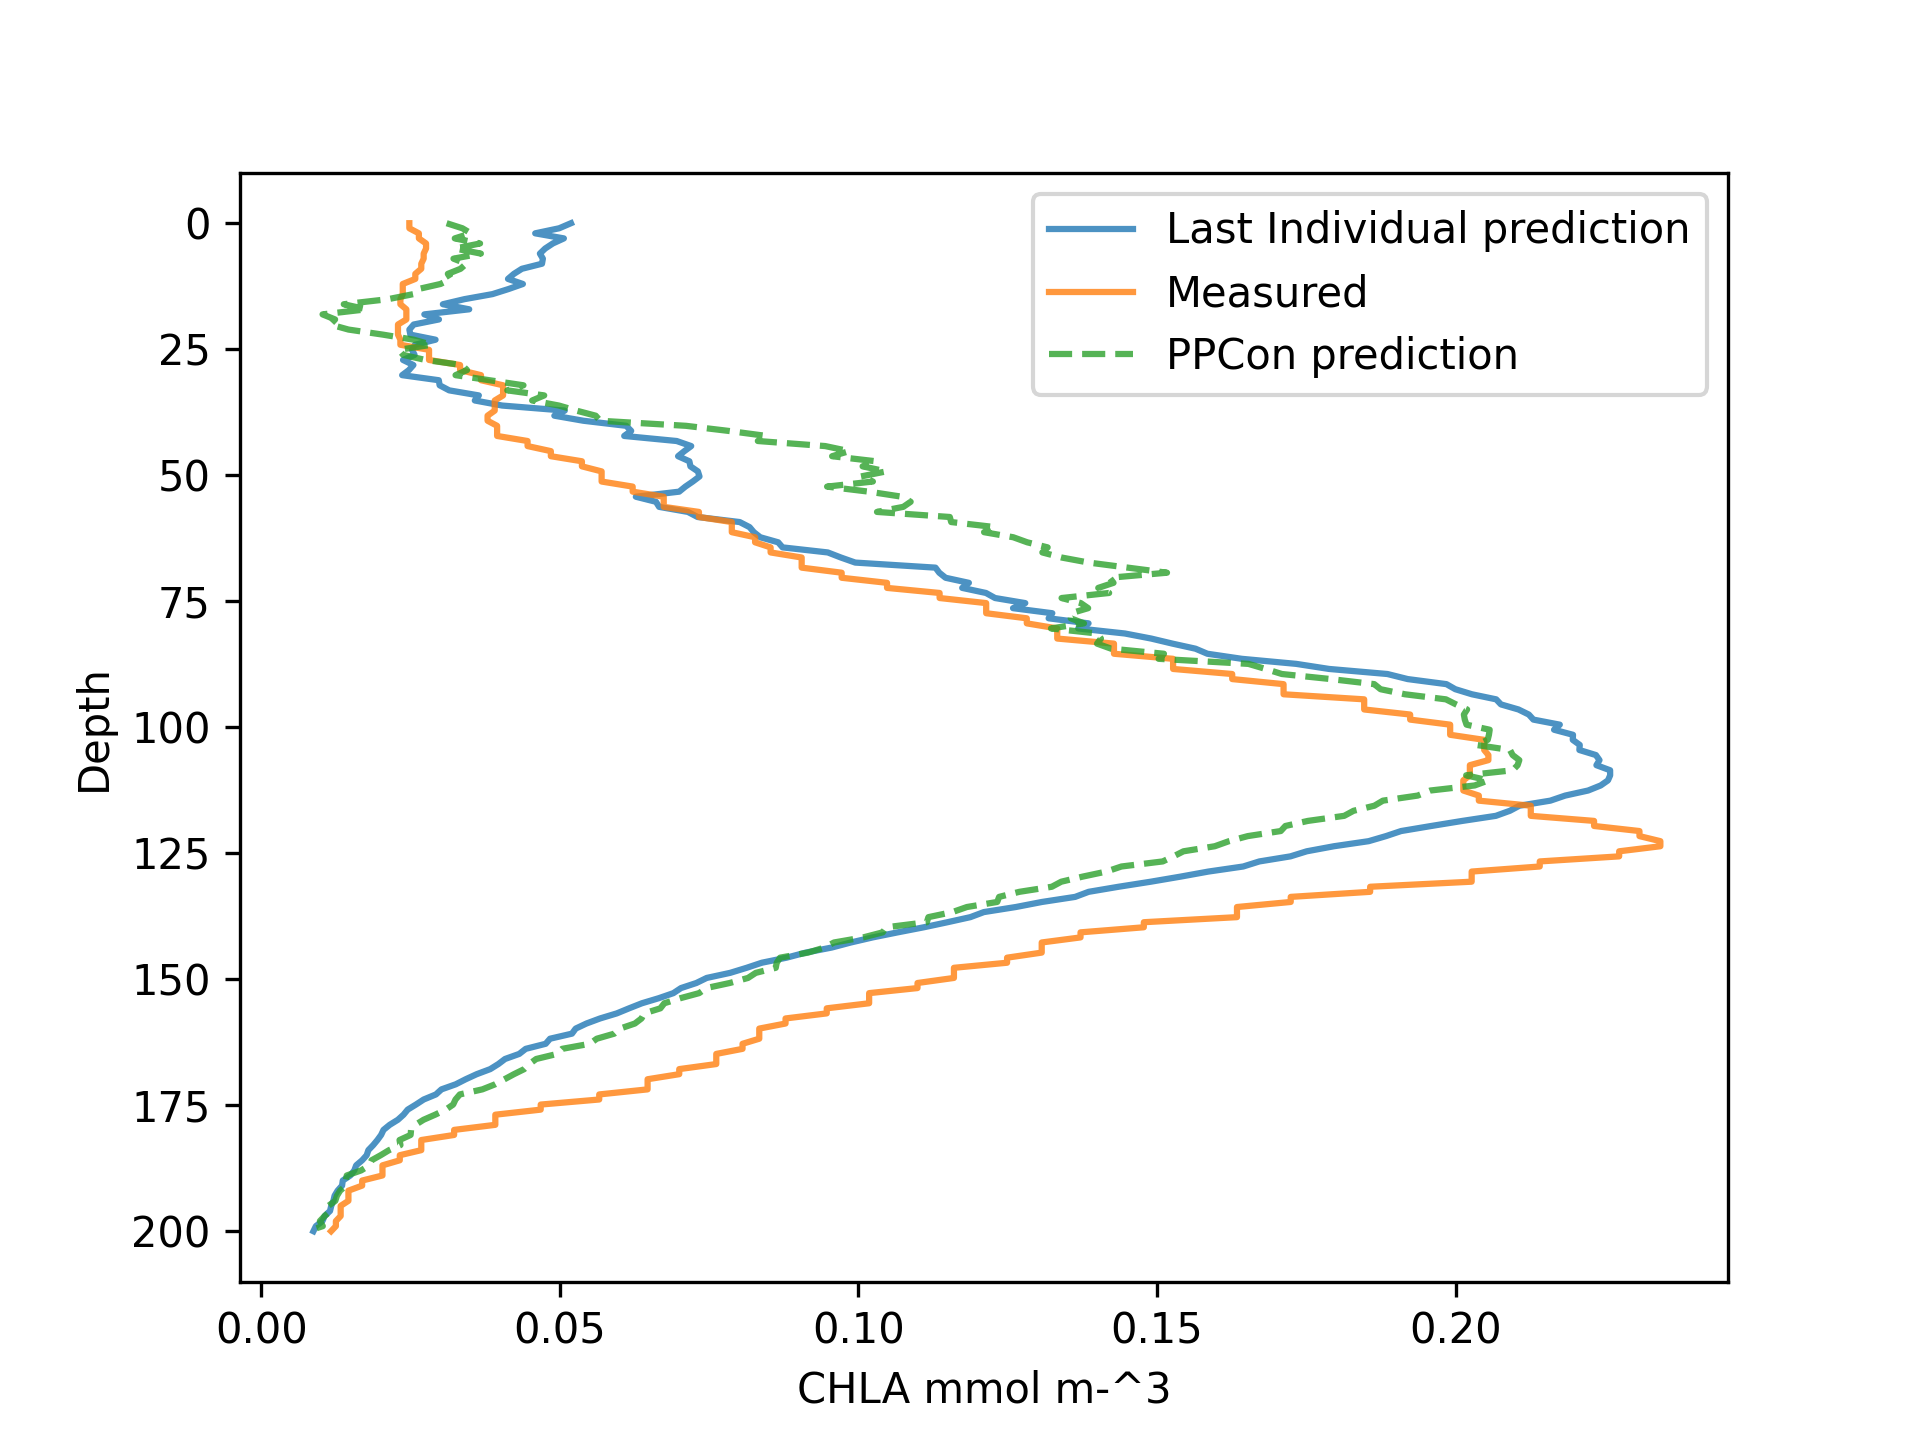 Last Individual prediction
Measured
PPCon prediction
0
25
50
75
100
125
150
175
200
Depth
0.00 0.05 0.10 0.15 0.20
CHLA mmol m-^3